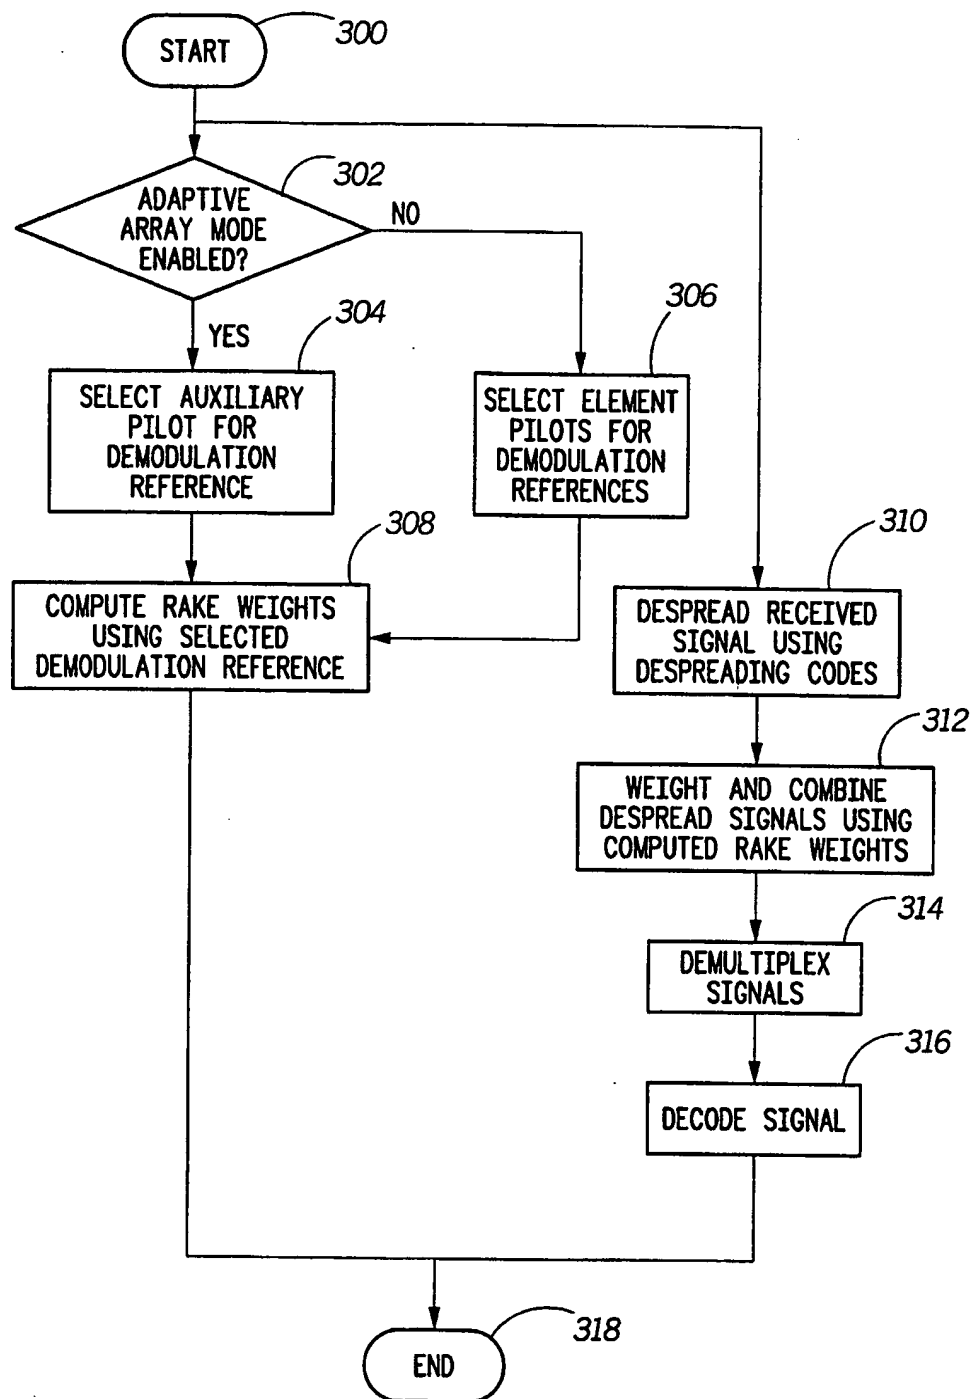 START
300
ADAPTIVE
ARRAY MODE
ENABLED?
302
NO
YES
304
306
SELECT AUXILIARY
PILOT FOR
DEMODULATION
REFERENCE
SELECT ELEMENT
PILOTS FOR
DEMODULATION
REFERENCES
308
310
COMPUTE RAKE WEIGHTS
USING SELECTED
DEMODULATION REFERENCE
DESPREAD RECEIVED
SIGNAL USING
DESPREADING CODES
312
WEIGHT AND COMBINE
DESPREAD SIGNALS USING
COMPUTED RAKE WEIGHTS
314
DEMULTIPLEX
SIGNALS
316
DECODE SIGNAL
318
END